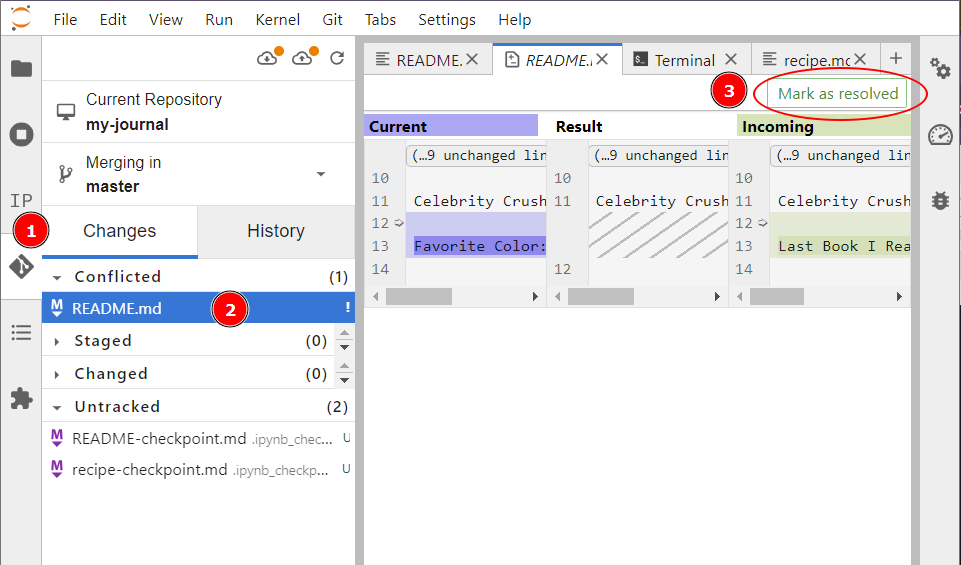 File Edit View Run Kernel Git Tabs Settings Help
README. README. Terminal recipe.mc
3 Mark as resolved
Current Repository
my-journal
Merging in
master
IP
1 Changes History
Conflicted (1)
README.md 2 !
Staged (0)
Changed (0)
Untracked (2)
README-checkpoint.md .ipynb_chec... U
recipe-checkpoint.md .ipynb_checkp... U
Current Result Incoming
(…9 unchanged lin (…9 unchanged lin (…9 unchanged lin
10 10 10
11 Celebrity Crush 11 Celebrity Crush 11 Celebrity Crush
12 12
13 Favorite Color: 13 Last Book I Rea
14 12 14